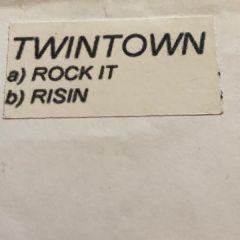 TWINTOWN
a) ROCK IT
b) RISIN